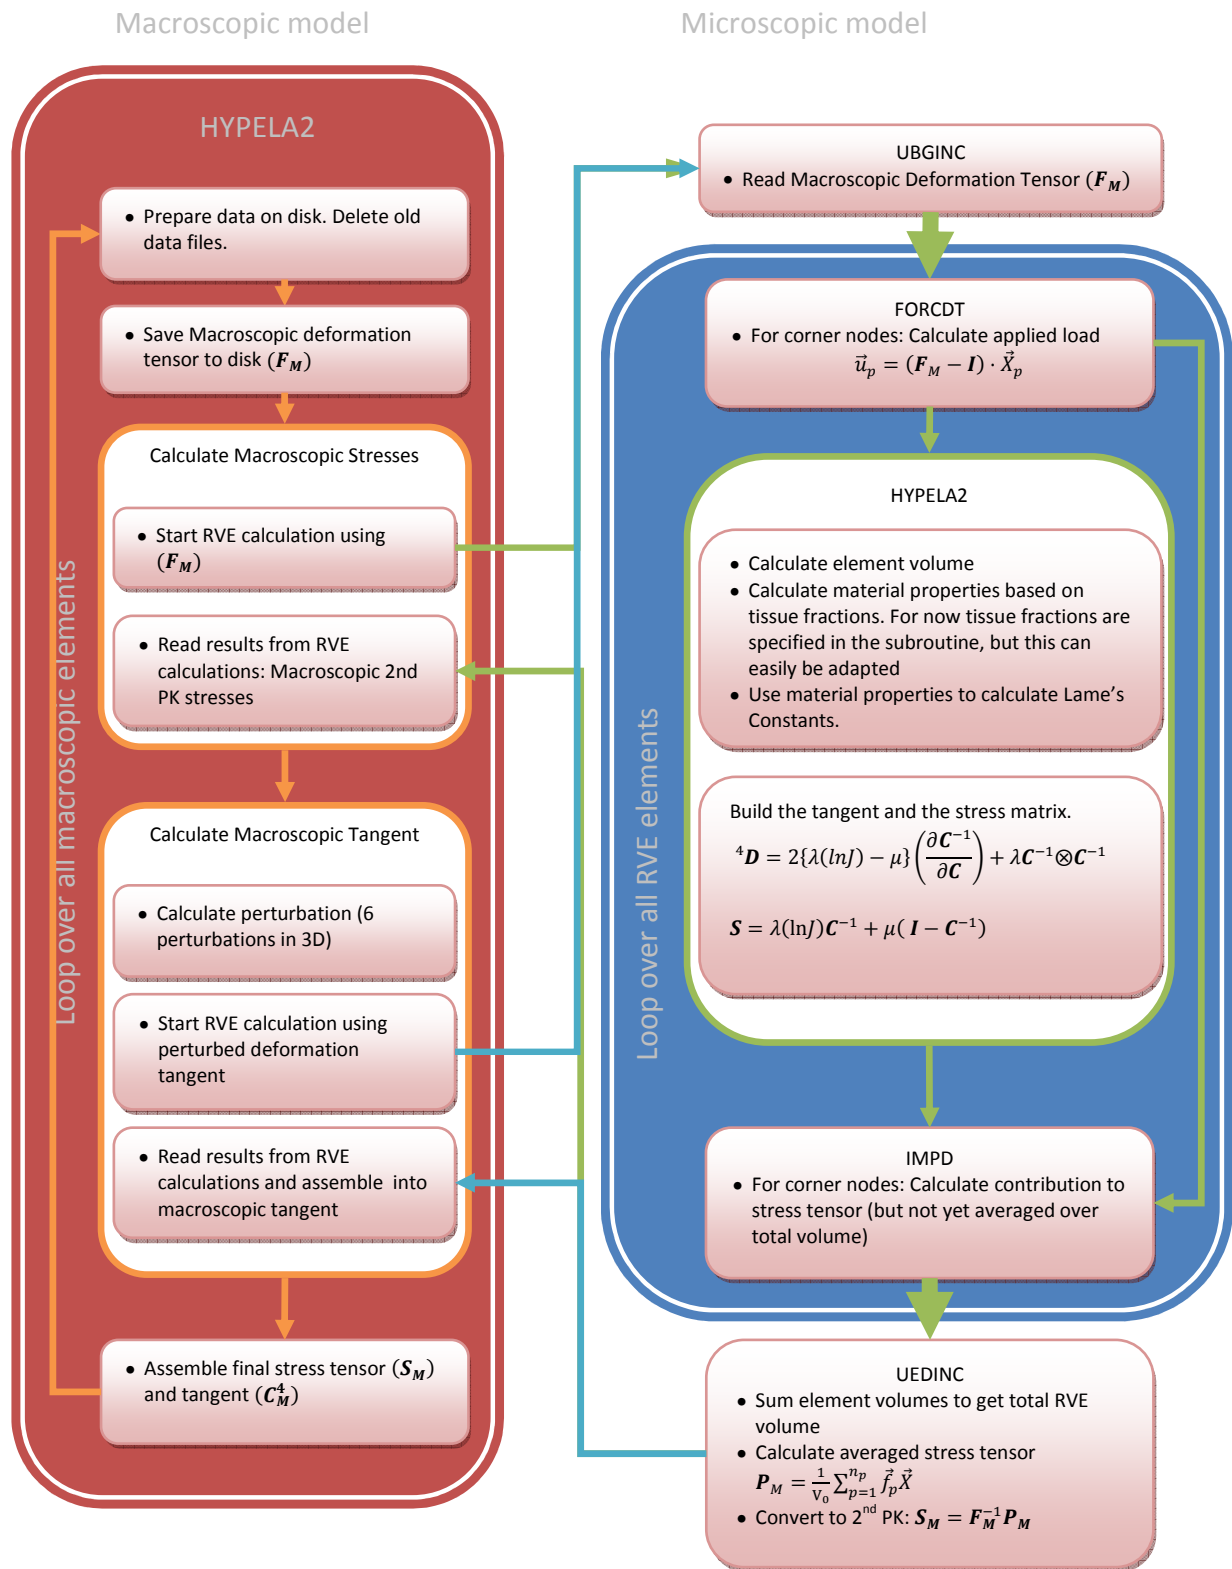 Macroscopic model
Microscopic model
HYPELA2
Loop over all macroscopic elements
• Prepare data on disk. Delete old
data files.
• Save Macroscopic deformation
tensor to disk (F_M)
Calculate Macroscopic Stresses
• Start RVE calculation using
(F_M)
• Read results from RVE
calculations: Macroscopic 2nd
PK stresses
Calculate Macroscopic Tangent
• Calculate perturbation (6
perturbations in 3D)
• Start RVE calculation using
perturbed deformation
tangent
• Read results from RVE
calculations and assemble into
macroscopic tangent
• Assemble final stress tensor (S_M)
and tangent (C_M^4)
UBGINC
• Read Macroscopic Deformation Tensor (F_M)
Loop over all RVE elements
FORCDT
• For corner nodes: Calculate applied load
u⃗_p = (F_M − I) · X⃗_p
HYPELA2
• Calculate element volume
• Calculate material properties based on
tissue fractions. For now tissue fractions are
specified in the subroutine, but this can
easily be adapted
• Use material properties to calculate Lame's
Constants.
Build the tangent and the stress matrix.
⁴D = 2{λ(lnJ) − μ}(∂C⁻¹/∂C) + λC⁻¹⊗C⁻¹
S = λ(lnJ)C⁻¹ + μ( I − C⁻¹)
IMPD
• For corner nodes: Calculate contribution to
stress tensor (but not yet averaged over
total volume)
UEDINC
• Sum element volumes to get total RVE
volume
• Calculate averaged stress tensor
P_M = 1/V₀ ∑_{p=1}^{n_p} f⃗_p X⃗
• Convert to 2nd PK: S_M = F_M⁻¹ P_M